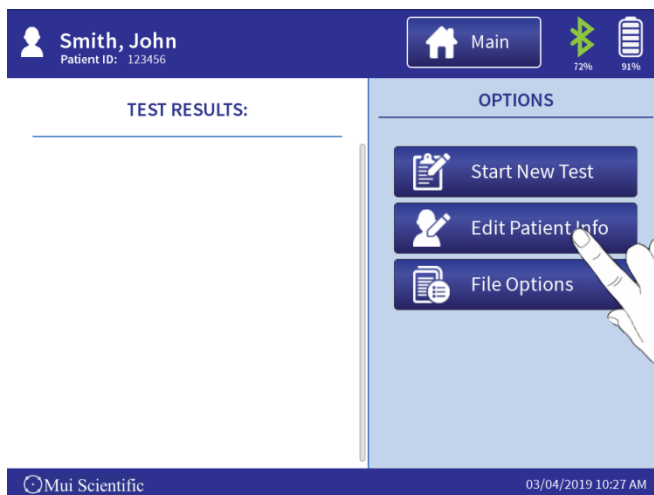 Smith, John
Patient ID: 123456
Main
72%
91%
TEST RESULTS:
OPTIONS
Start New Test
Edit Patient Info
File Options
Mui Scientific
03/04/2019 10:27 AM